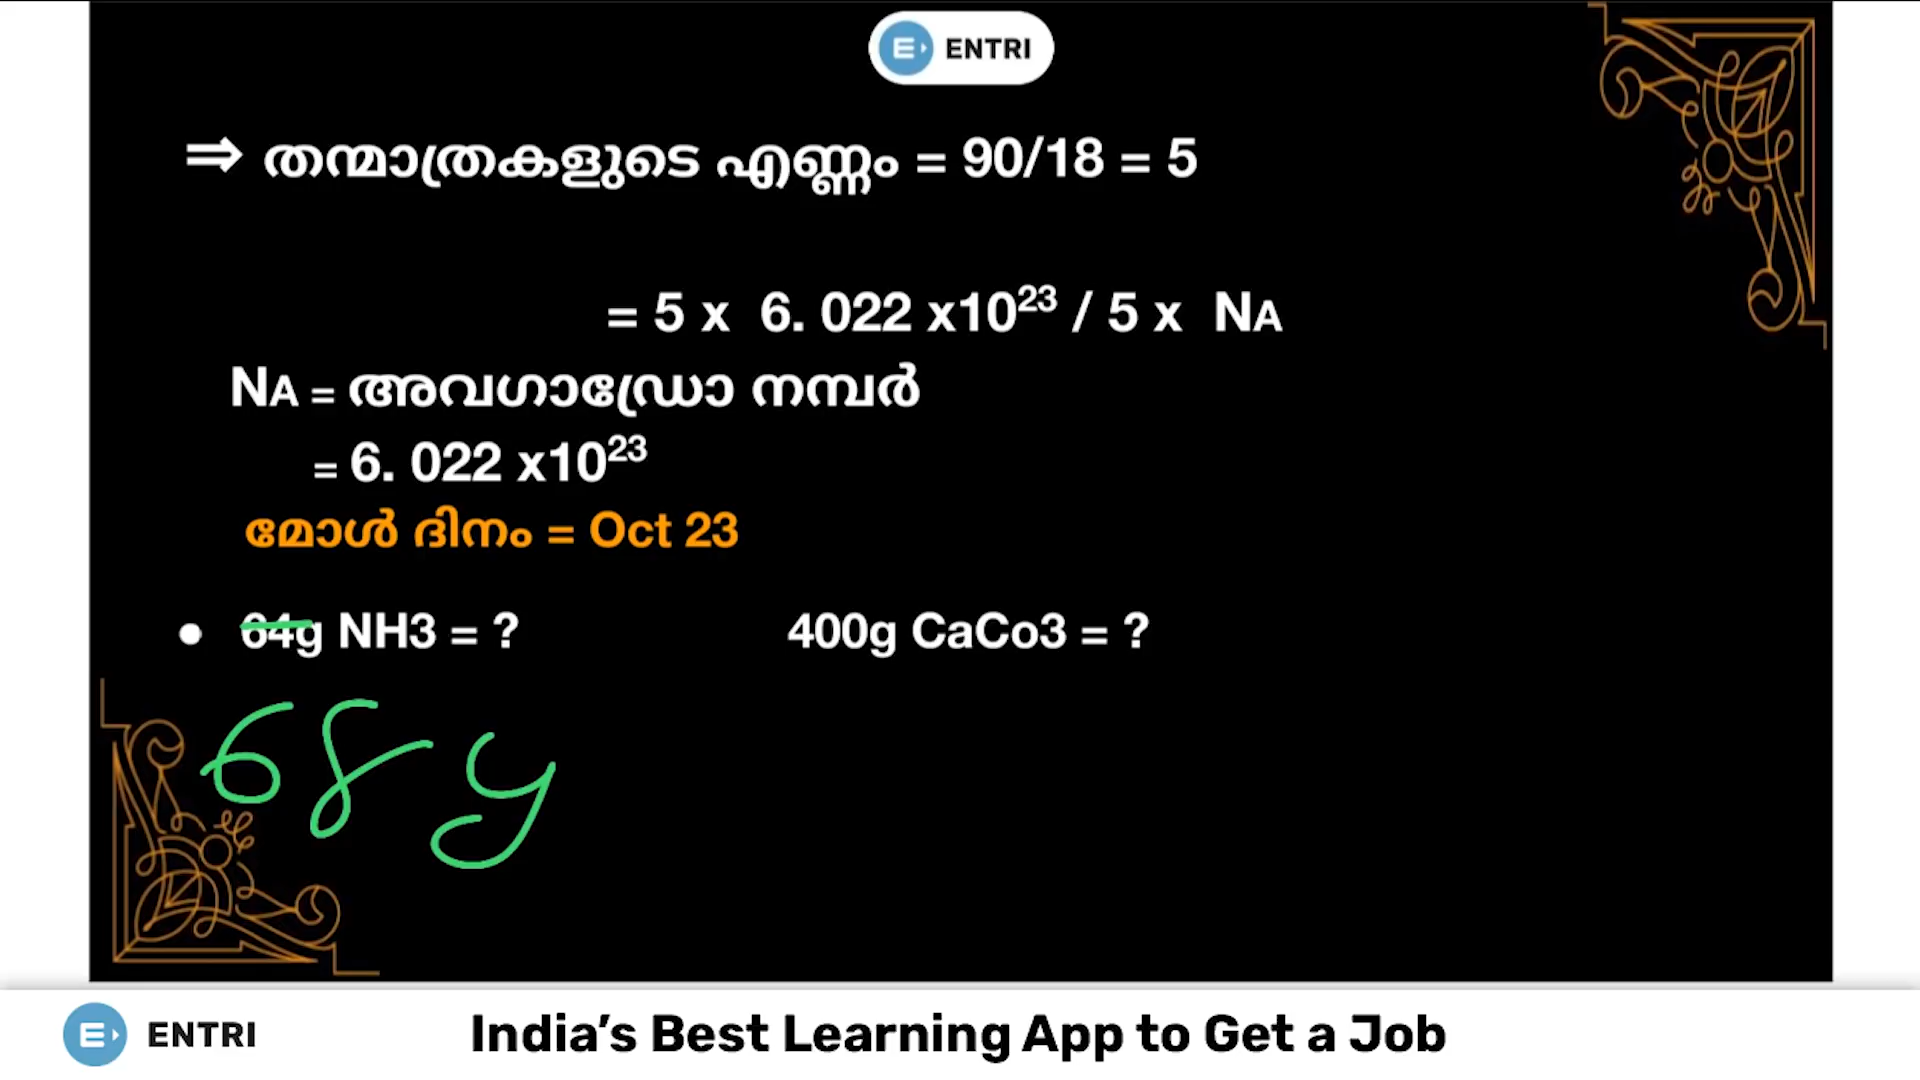 ENTRI
⇒ തന്മാത്രകളുടെ എണ്ണം = 90/18 = 5
= 5 x 6. 022 x10²³ / 5 x NA
NA = അവഗാഡ്രോ നമ്പർ
= 6. 022 x10²³
മോൾ ദിനം = Oct 23
● 64g NH3 = ? 400g CaCo3 = ?
68g
ENTRI India's Best Learning App to Get a Job